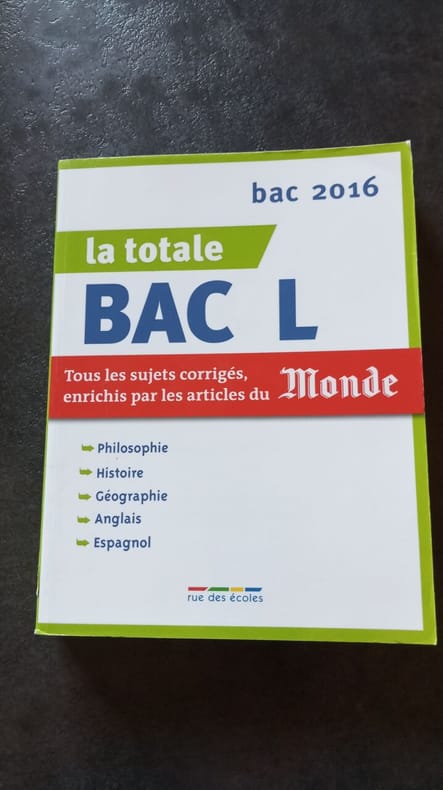 bac 2016
la totale
BAC L
Tous les sujets corrigés,
enrichis par les articles du Monde
Philosophie
Histoire
Géographie
Anglais
Espagnol
rue des écoles